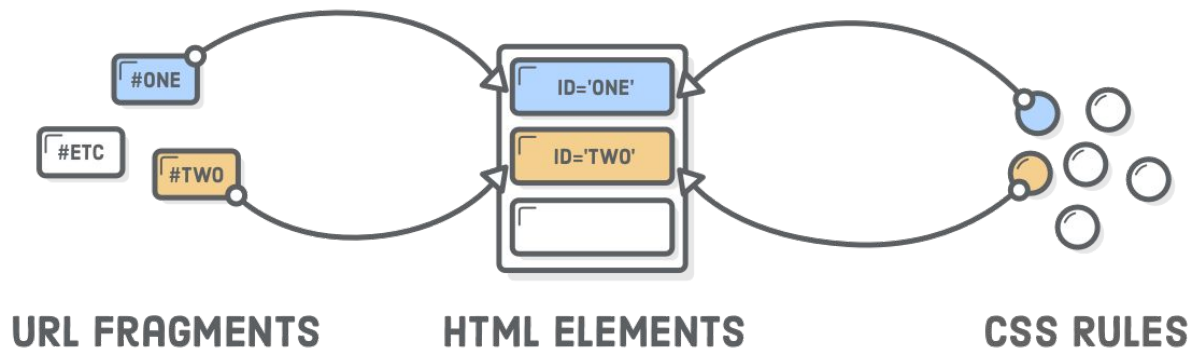 #ONE
#ETC
#TWO
ID='ONE'
ID='TWO'
URL FRAGMENTS
HTML ELEMENTS
CSS RULES